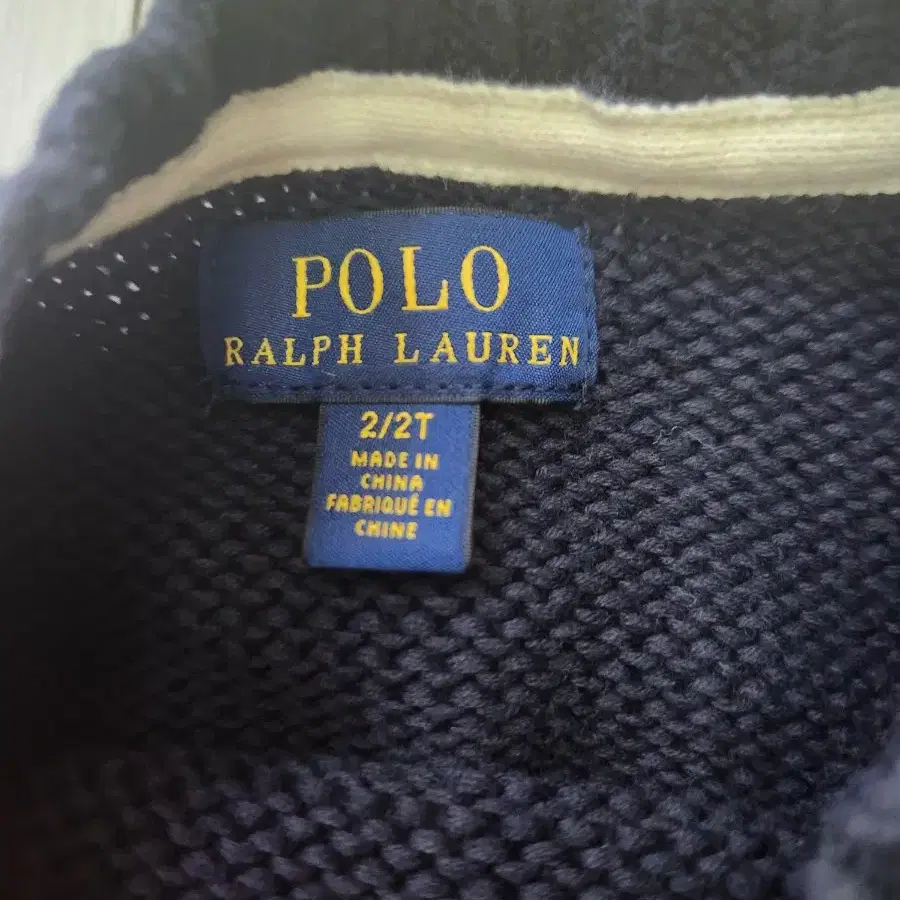 POLO
RALPH LAUREN
2/2T
MADE IN
CHINA
FABRIQUÉ EN
CHINE